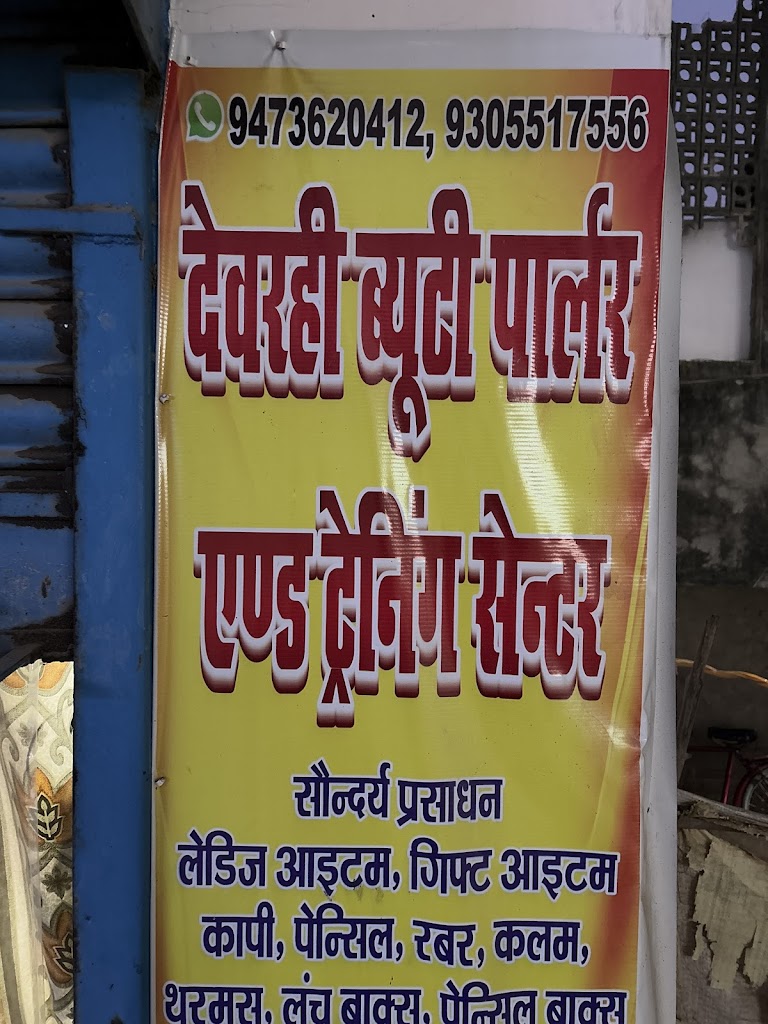 9473620412, 9305517556
देवरही ब्यूटी पार्लर
एण्ड ट्रेनिंग सेन्टर
सौन्दर्य प्रसाधन
लेडिज आइटम, गिफ्ट आइटम
कापी, पेन्सिल, रबर, कलम,
थरमस, लंच बाक्स, पेन्सिल बाक्स